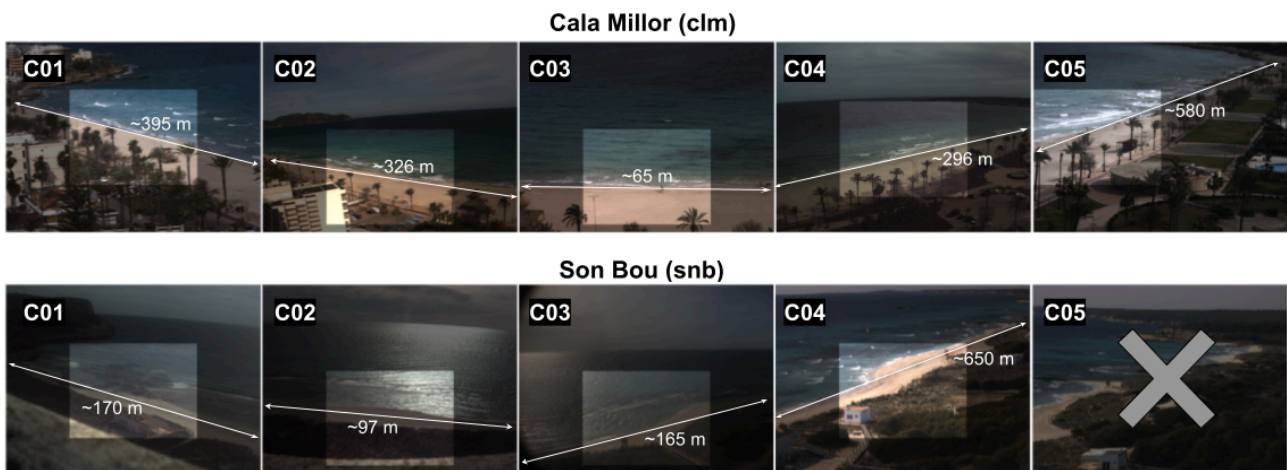 Cala Millor (clm)
C01 C02 C03 C04 C05
~395 m ~326 m ~65 m ~296 m ~580 m
Son Bou (snb)
C01 C02 C03 C04 C05
~170 m ~97 m ~165 m ~650 m